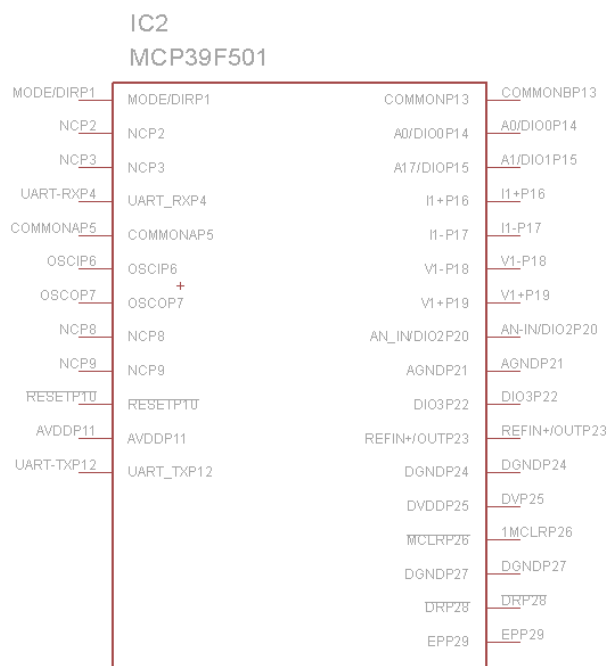 IC2
MCP39F501
MODE/DIRP1 MODE/DIRP1 COMMONP13 COMMONBP13
NCP2 NCP2 A0/DIO0P14 A0/DIO0P14
NCP3 NCP3 A17/DIOP15 A1/DIO1P15
UART-RXP4 UART_RXP4 I1+P16 I1+P16
COMMONAP5 COMMONAP5 I1-P17 I1-P17
OSCIP6 OSCIP6 V1-P18 V1-P18
OSCOP7 OSCOP7 V1+P19 V1+P19
NCP8 NCP8 AN_IN/DIO2P20 AN-IN/DIO2P20
NCP9 NCP9 AGNDP21 AGNDP21
RESETP10 RESETP10 DIO3P22 DIO3P22
AVDDP11 AVDDP11 REFIN+/OUTP23 REFIN+/OUTP23
UART-TXP12 UART_TXP12 DGNDP24 DGNDP24
DVDDP25 DVP25
MCLRP26 1MCLRP26
DGNDP27 DGNDP27
DRP28 DRP28
EPP29 EPP29